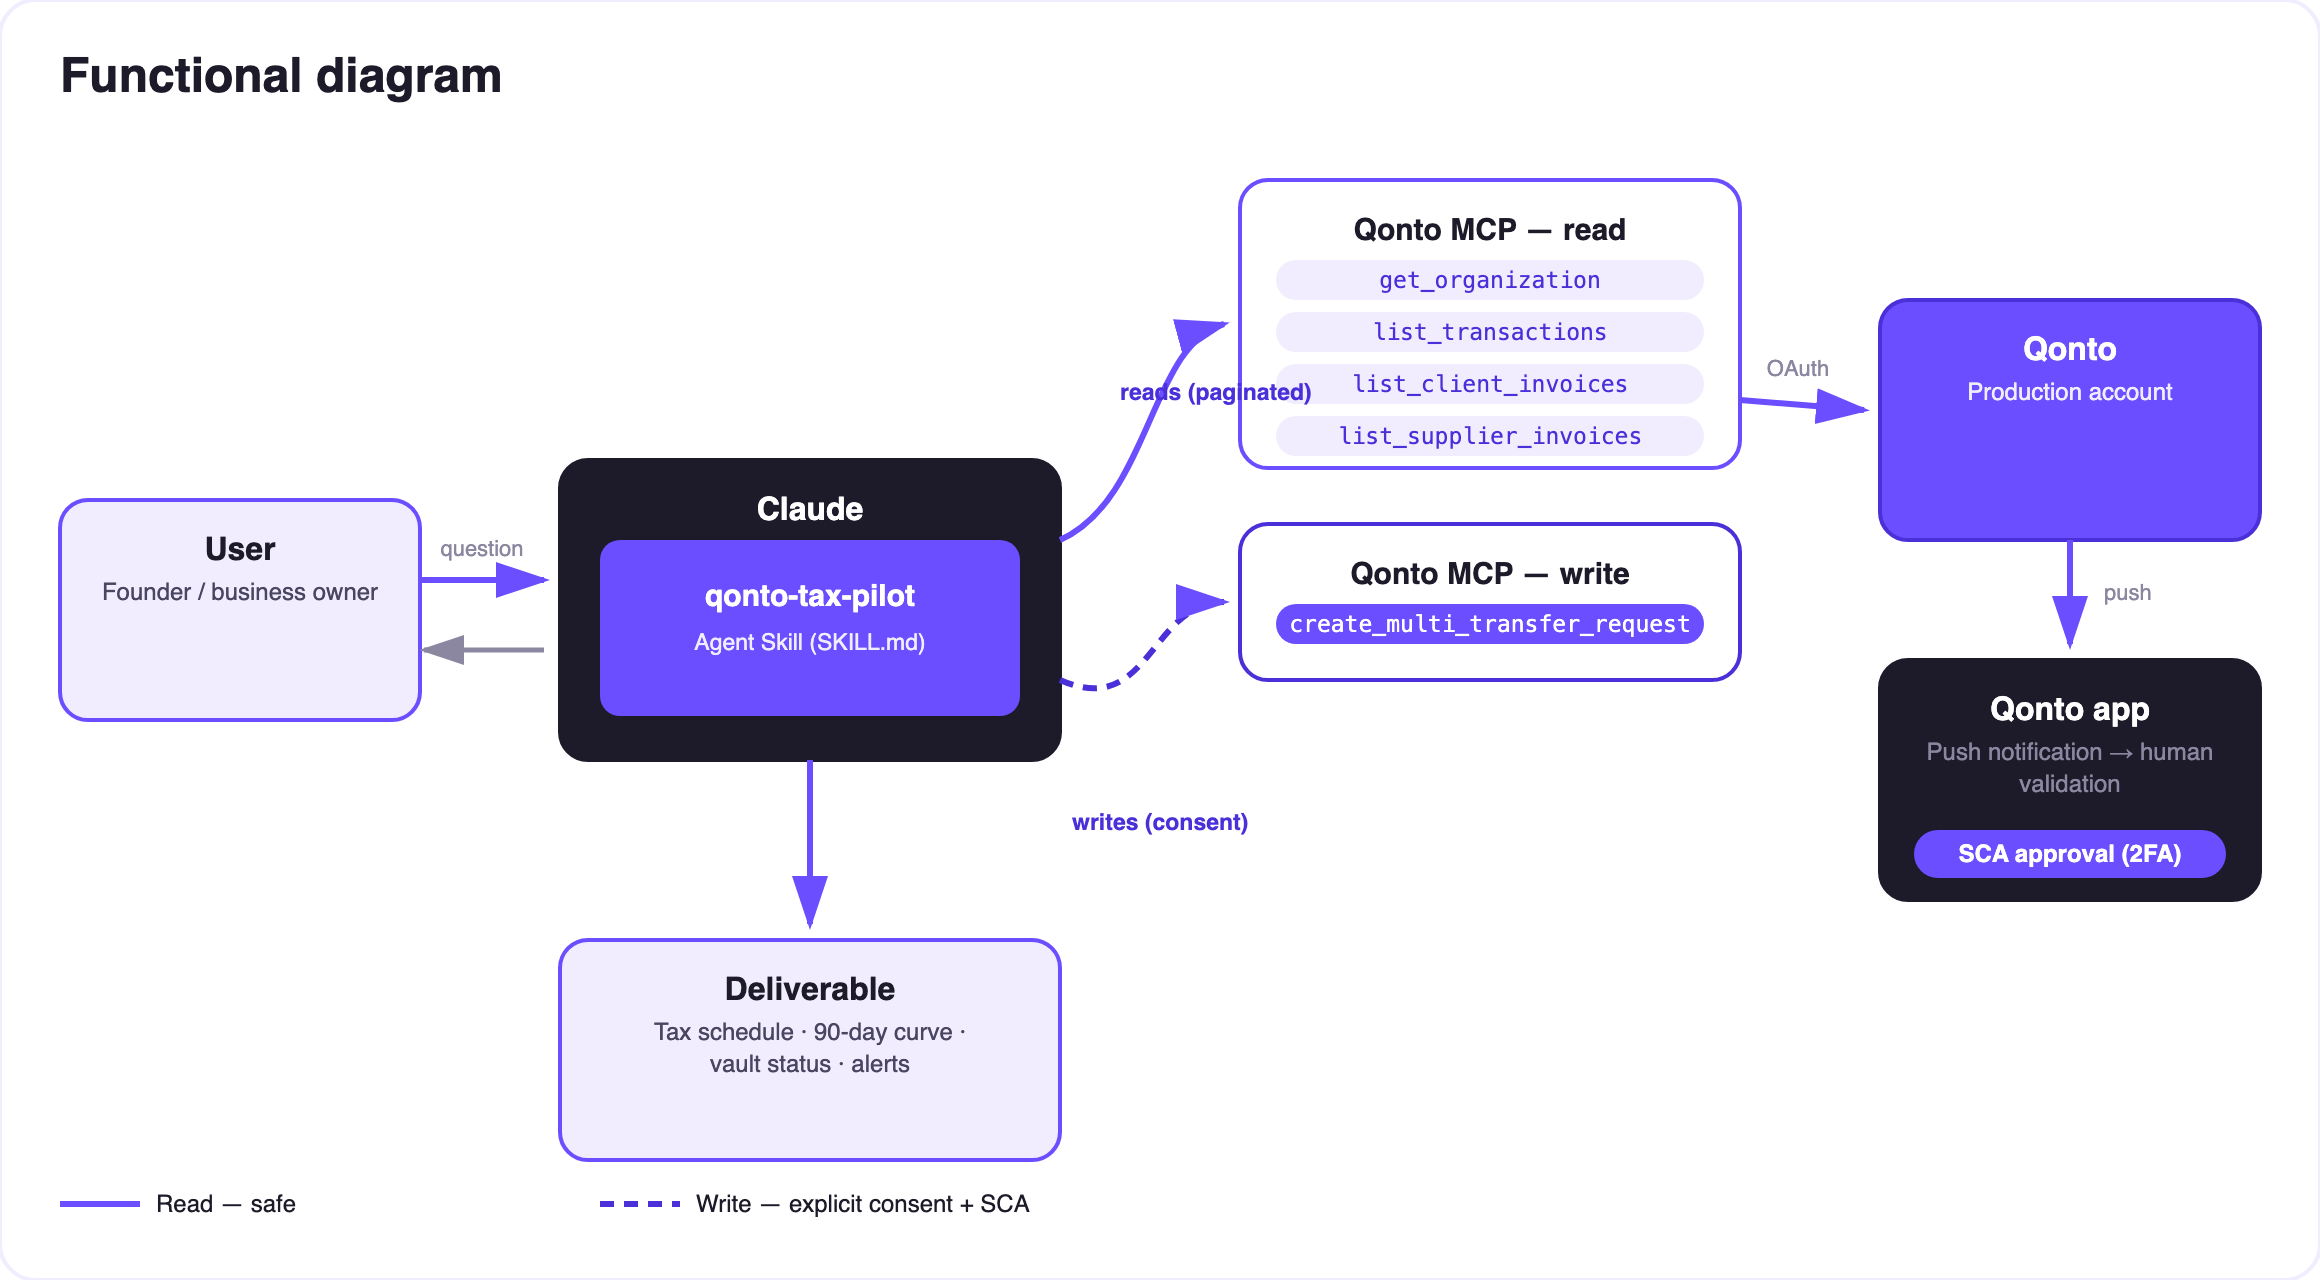 Functional diagram
User
Founder / business owner
question
Claude
qonto-tax-pilot
Agent Skill (SKILL.md)
reads (paginated)
Qonto MCP — read
get_organization
list_transactions
list_client_invoices
list_supplier_invoices
OAuth
Qonto
Production account
Qonto MCP — write
create_multi_transfer_request
push
Qonto app
Push notification → human
validation
SCA approval (2FA)
writes (consent)
Deliverable
Tax schedule · 90-day curve ·
vault status · alerts
Read — safe
Write — explicit consent + SCA